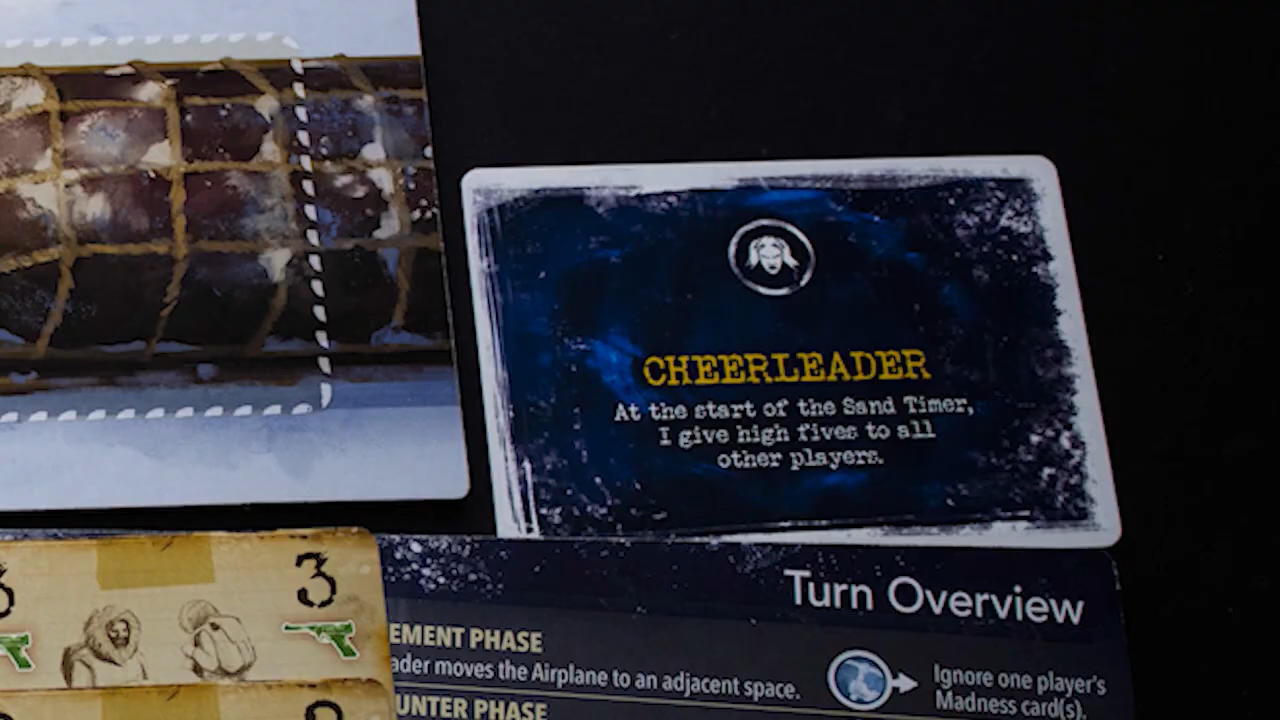 CHEERLEADER
At the start of the Sand Timer,
I give high fives to all
other players.
3
Turn Overview
EMENT PHASE
ader moves the Airplane to an adjacent space.
Ignore one player's
Madness card(s).
UNTER PHASE